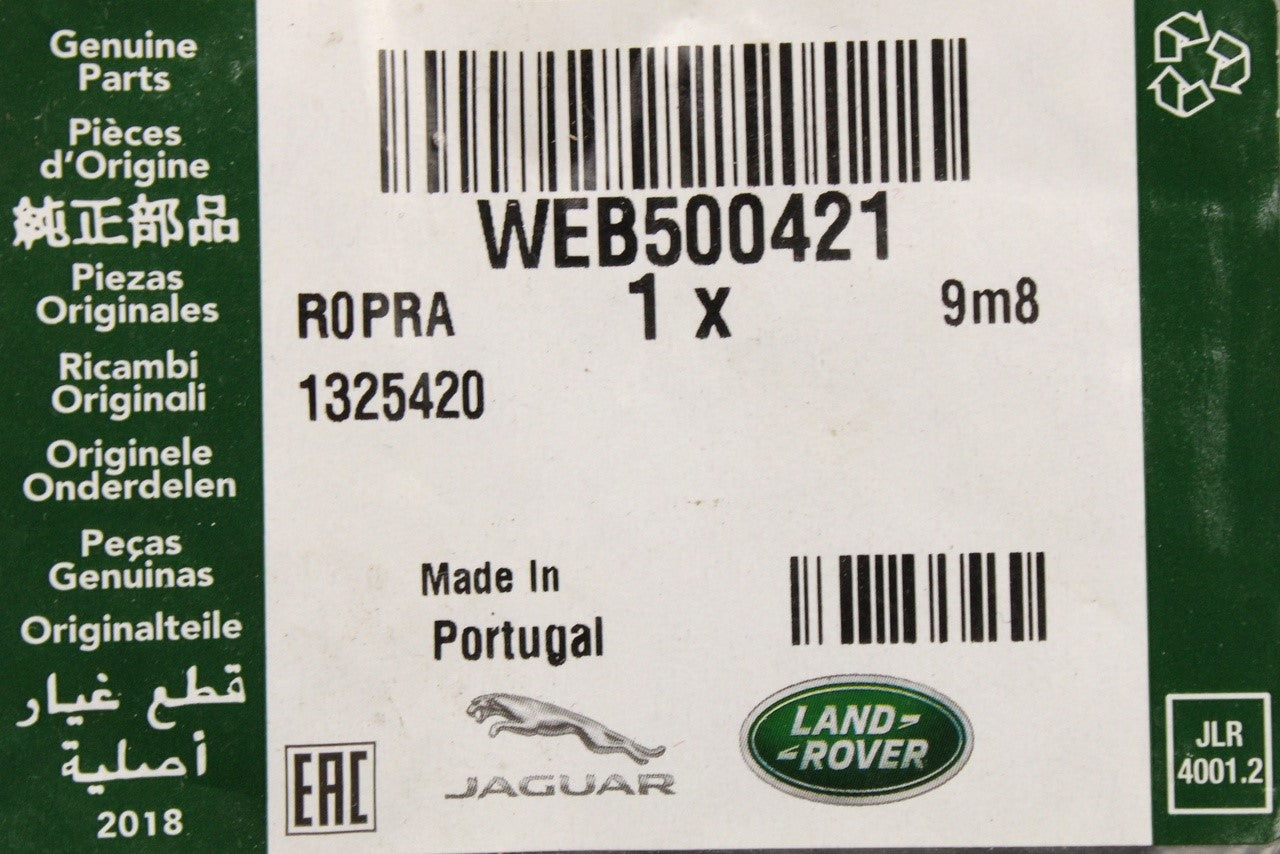 Genuine
Parts
Pièces
d'Origine
純正部品
Piezas
Originales
Ricambi
Originali
Originele
Onderdelen
Peças
Genuinas
Originalteile
قطع غيار
أصلية
2018
WEB500421
R0PRA
1 x
9m8
1325420
Made In
Portugal
EAC
JAGUAR
LAND-
-ROVER
JLR
4001.2